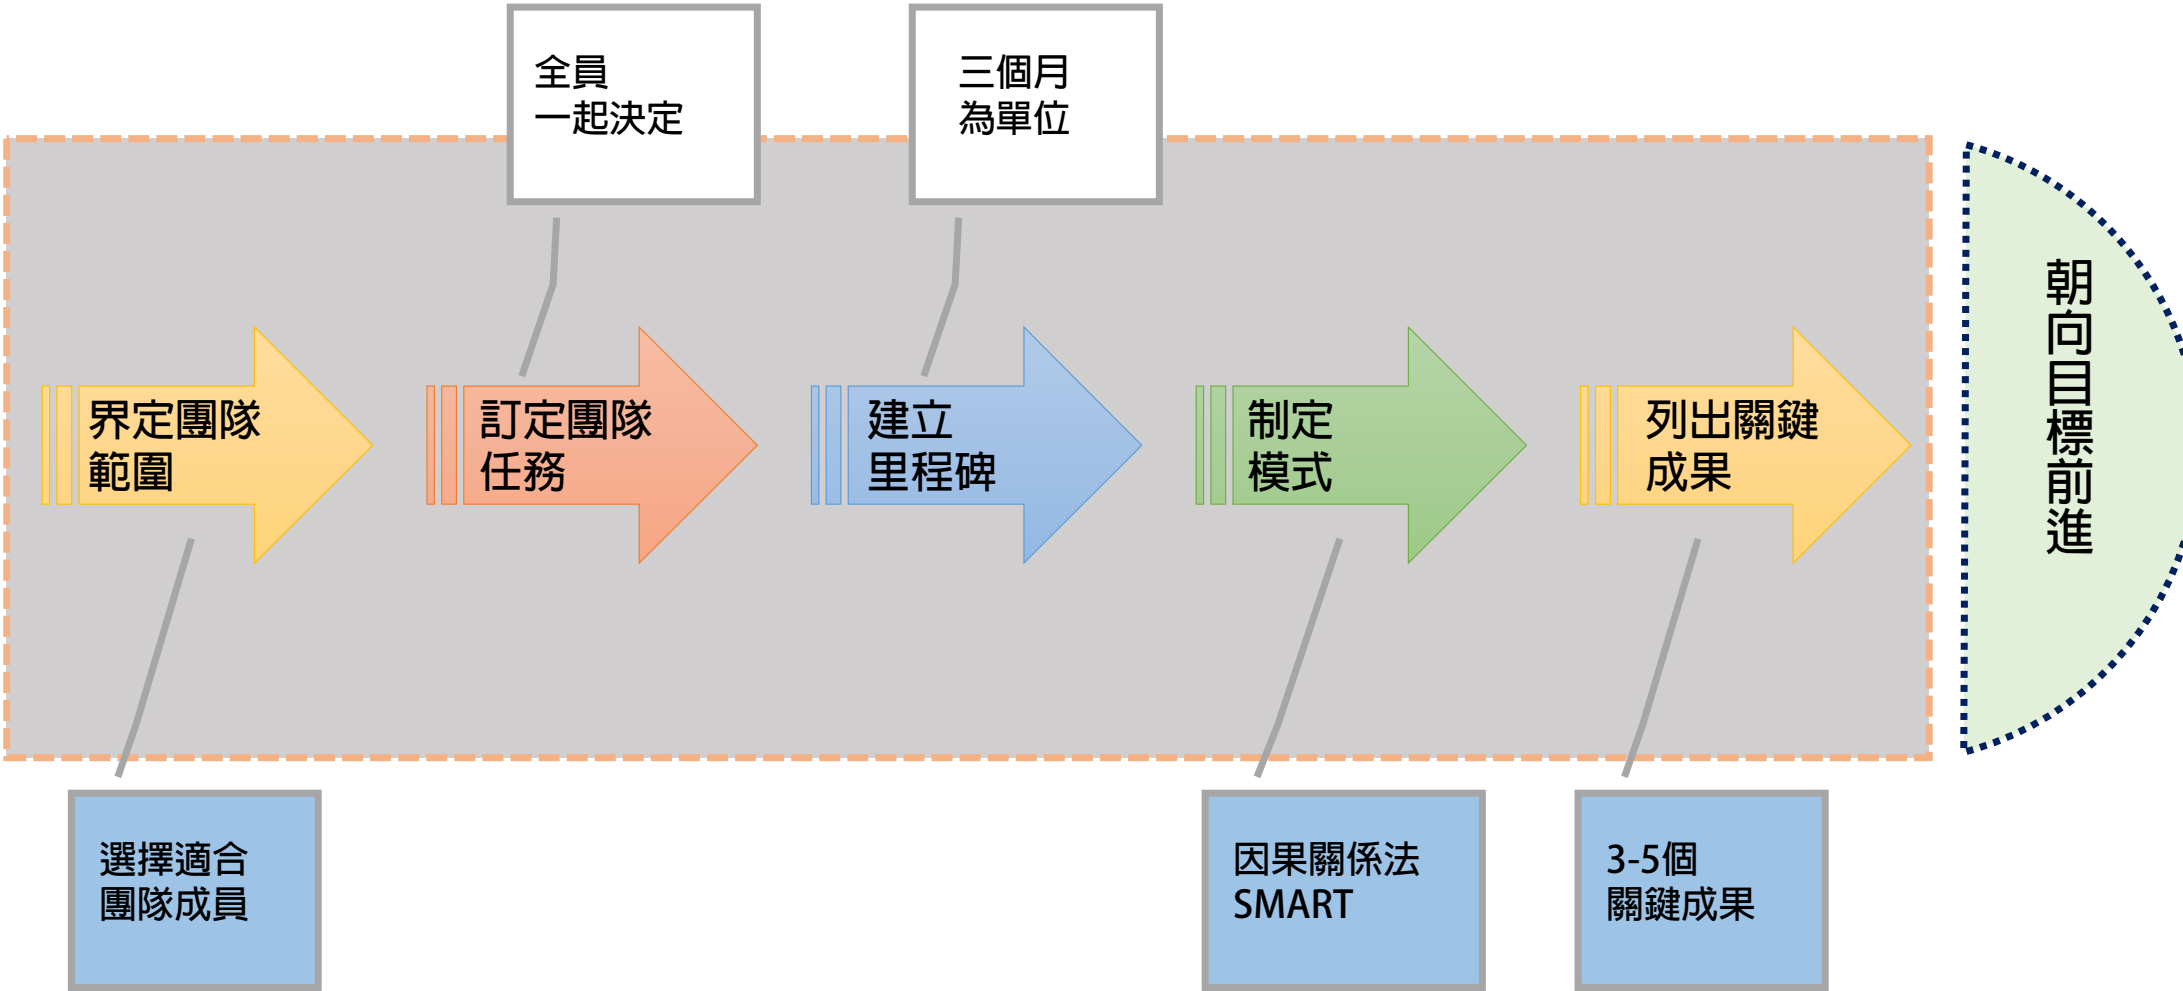 全員
一起決定
三個月
為單位
界定團隊
範圍
訂定團隊
任務
建立
里程碑
制定
模式
列出關鍵
成果
朝向目標前進
選擇適合
團隊成員
因果關係法
SMART
3-5個
關鍵成果